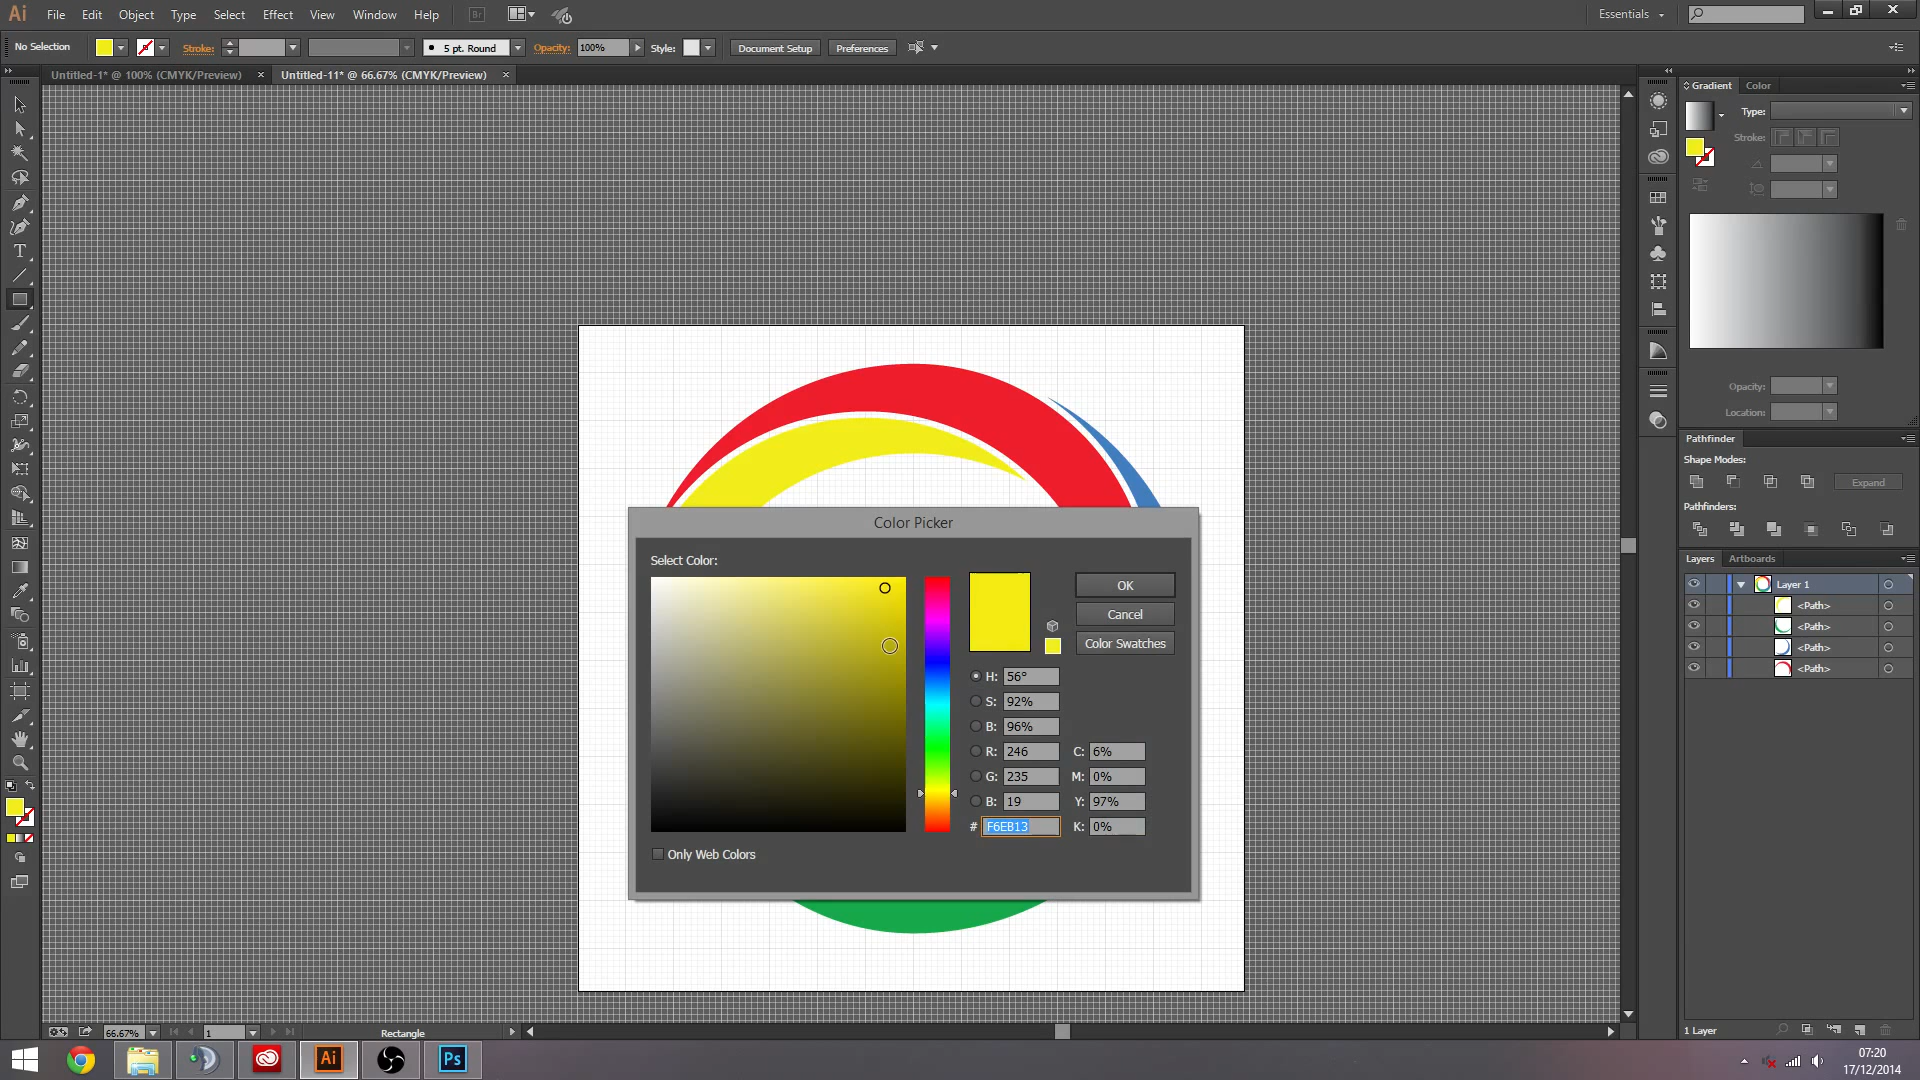 Ai File Edit Object Type Select Effect View Window Help Br Essentials
No Selection Stroke: 5 pt. Round Opacity: 100% Style: Document Setup Preferences
Untitled-1* @ 100% (CMYK/Preview) × Untitled-11* @ 66.67% (CMYK/Preview) ×
Gradient Color
Type:
Stroke:
Opacity:
Location:
Pathfinder
Shape Modes:
Expand
Pathfinders:
Layers Artboards
Layer 1
<Path>
<Path>
<Path>
<Path>
T
Color Picker
Select Color:
OK
Cancel
Color Swatches
H: 56°
S: 92%
B: 96%
R: 246 C: 6%
G: 235 M: 0%
B: 19 Y: 97%
# F6EB13 K: 0%
Only Web Colors
66.67% 1 Rectangle
1 Layer
Ai Ps
07:20
17/12/2014